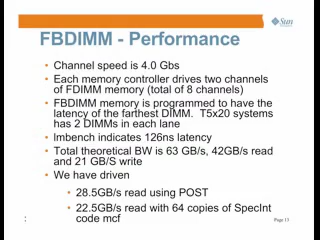 Sun
FBDIMM - Performance
Channel speed is 4.0 Gbs
Each memory controller drives two channels
of FDIMM memory (total of 8 channels)
FBDIMM memory is programmed to have the
latency of the farthest DIMM. T5x20 systems
has 2 DIMMs in each lane
lmbench indicates 126ns latency
Total theoretical BW is 63 GB/s, 42GB/s read
and 21 GB/S write
We have driven
28.5GB/s read using POST
22.5GB/s read with 64 copies of SpecInt
code mcf
:
Page 13